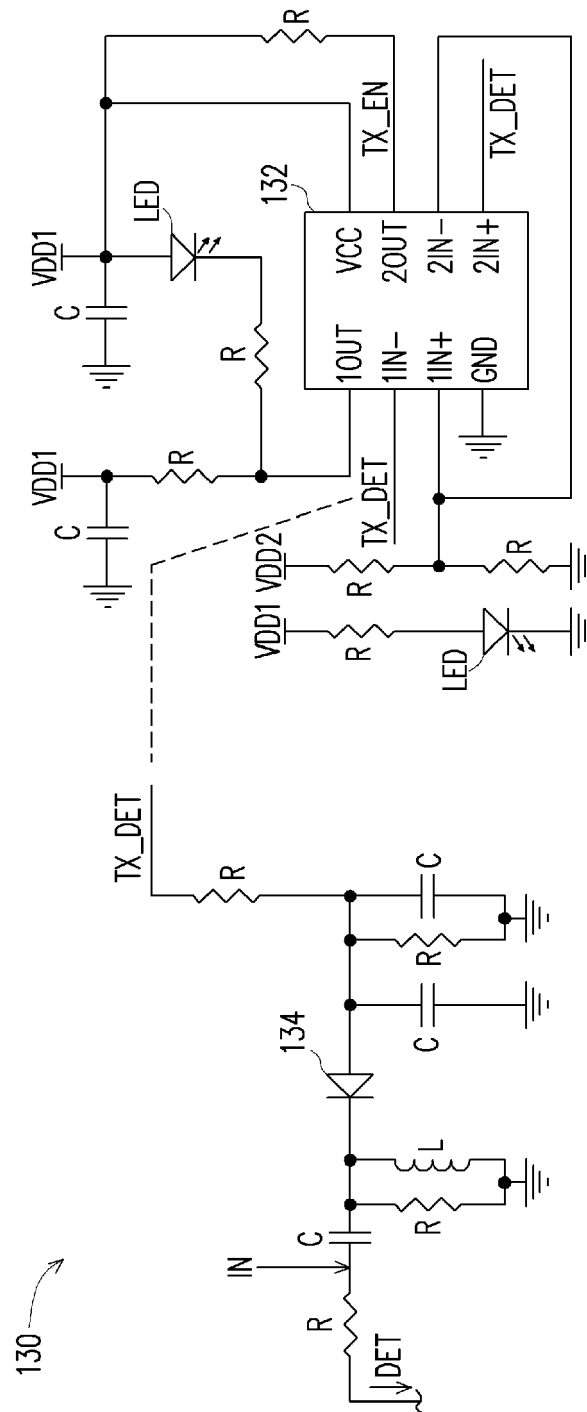 130
DET
R
IN
C
R
L
134
C
R
C
R
TX_DET
VDD1
C
R
VDD1
C
LED
R
R
TX_DET
132
TX_EN
1OUT
1IN-
1IN+
GND
VCC
2OUT
2IN-
2IN+
TX_DET
VDD1
R
LED
VDD2
R
R